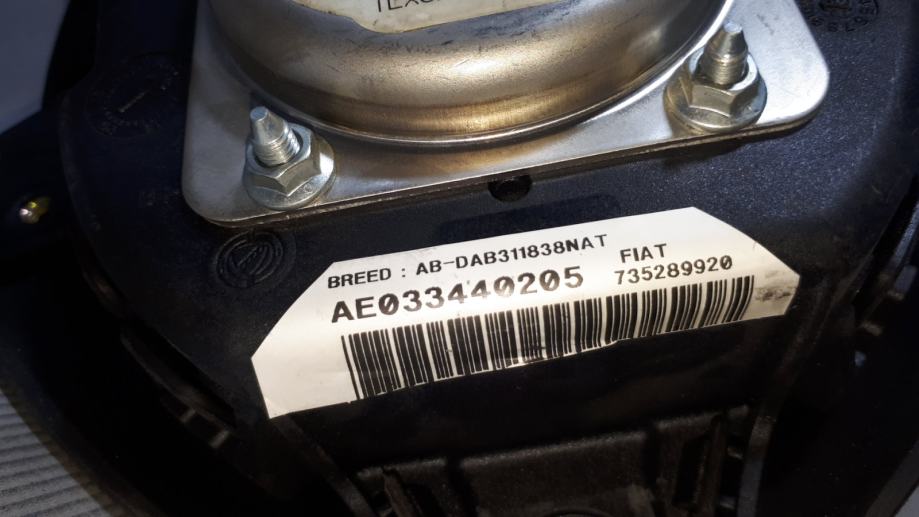 BREED : AB-DAB311838NAT
FIAT
AE033440205
735289920